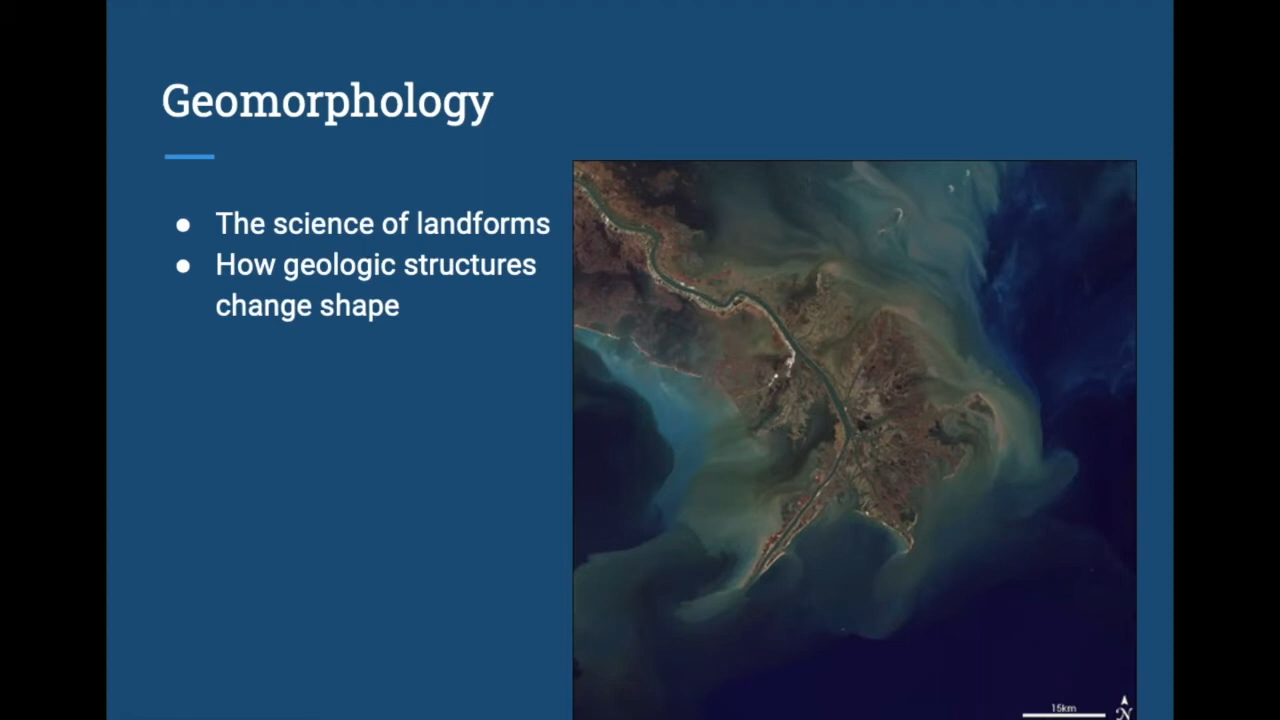 Geomorphology
● The science of landforms
● How geologic structures
change shape
15km
N